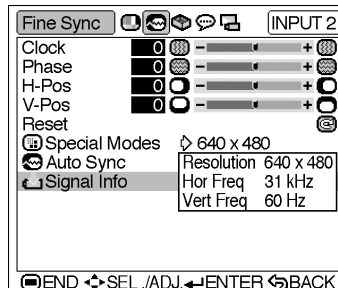 Fine Sync INPUT 2
Clock 0 - +
Phase 0 - +
H-Pos 0 - +
V-Pos 0 - +
Reset
Special Modes 640 x 480
Auto Sync Resolution 640 x 480
Signal Info Hor Freq 31 kHz
Vert Freq 60 Hz
END SEL./ADJ. ENTER BACK